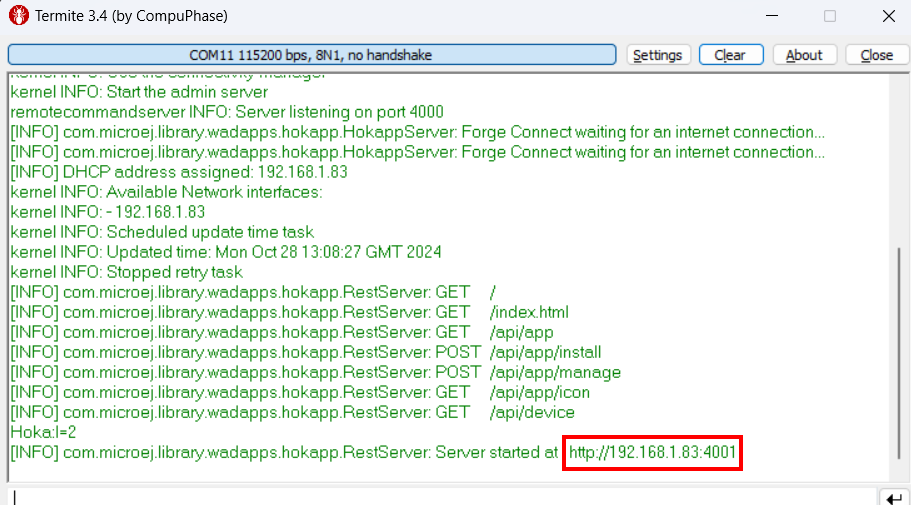 Termite 3.4 (by CompuPhase)
COM11 115200 bps, 8N1, no handshake
Settings
Clear
About
Close
kernel INFO: Use the connectivity manager
kernel INFO: Start the admin server
remotecommandserver INFO: Server listening on port 4000
[INFO] com.microej.library.wadapps.hokapp.HokappServer: Forge Connect waiting for an internet connection...
[INFO] com.microej.library.wadapps.hokapp.HokappServer: Forge Connect waiting for an internet connection...
[INFO] DHCP address assigned: 192.168.1.83
kernel INFO: Available Network interfaces:
kernel INFO: - 192.168.1.83
kernel INFO: Scheduled update time task
kernel INFO: Updated time: Mon Oct 28 13:08:27 GMT 2024
kernel INFO: Stopped retry task
[INFO] com.microej.library.wadapps.hokapp.RestServer: GET /
[INFO] com.microej.library.wadapps.hokapp.RestServer: GET /index.html
[INFO] com.microej.library.wadapps.hokapp.RestServer: GET /api/app
[INFO] com.microej.library.wadapps.hokapp.RestServer: POST /api/app/install
[INFO] com.microej.library.wadapps.hokapp.RestServer: POST /api/app/manage
[INFO] com.microej.library.wadapps.hokapp.RestServer: GET /api/app/icon
[INFO] com.microej.library.wadapps.hokapp.RestServer: GET /api/device
Hoka:I=2
[INFO] com.microej.library.wadapps.hokapp.RestServer: Server started at http://192.168.1.83:4001